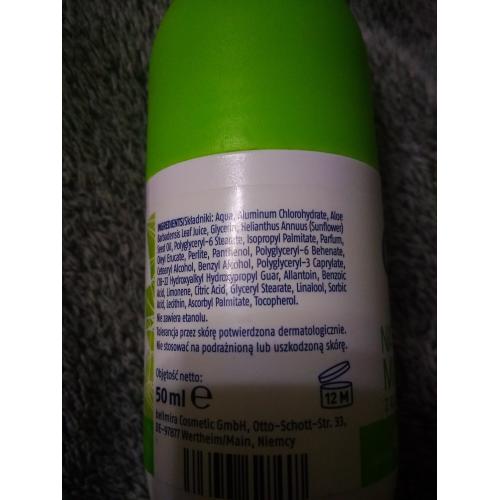 INGREDIENTS/Składniki: Aqua, Aluminum Chlorohydrate, Aloe
Barbadensis Leaf Juice, Glycerin, Helianthus Annuus (Sunflower)
Seed Oil, Polyglyceryl-6 Stearate, Isopropyl Palmitate, Parfum,
Oleyl Erucate, Perlite, Panthenol, Polyglyceryl-6 Behenate,
Cetearyl Alcohol, Benzyl Alcohol, Polyglyceryl-3 Caprylate,
C18-22 Hydroxyalkyl Hydroxypropyl Guar, Allantoin, Benzoic
Acid, Limonene, Citric Acid, Glyceryl Stearate, Linalool, Sorbic
Acid, Lecithin, Ascorbyl Palmitate, Tocopherol.
Nie zawiera etanolu.
Tolerancja przez skórę potwierdzona dermatologicznie.
Nie stosować na podrażnioną lub uszkodzoną skórę.
Objętość netto:
50 ml e
12 M
bellmira Cosmetic GmbH, Otto-Schott-Str. 33,
DE-97877 Wertheim/Main, Niemcy